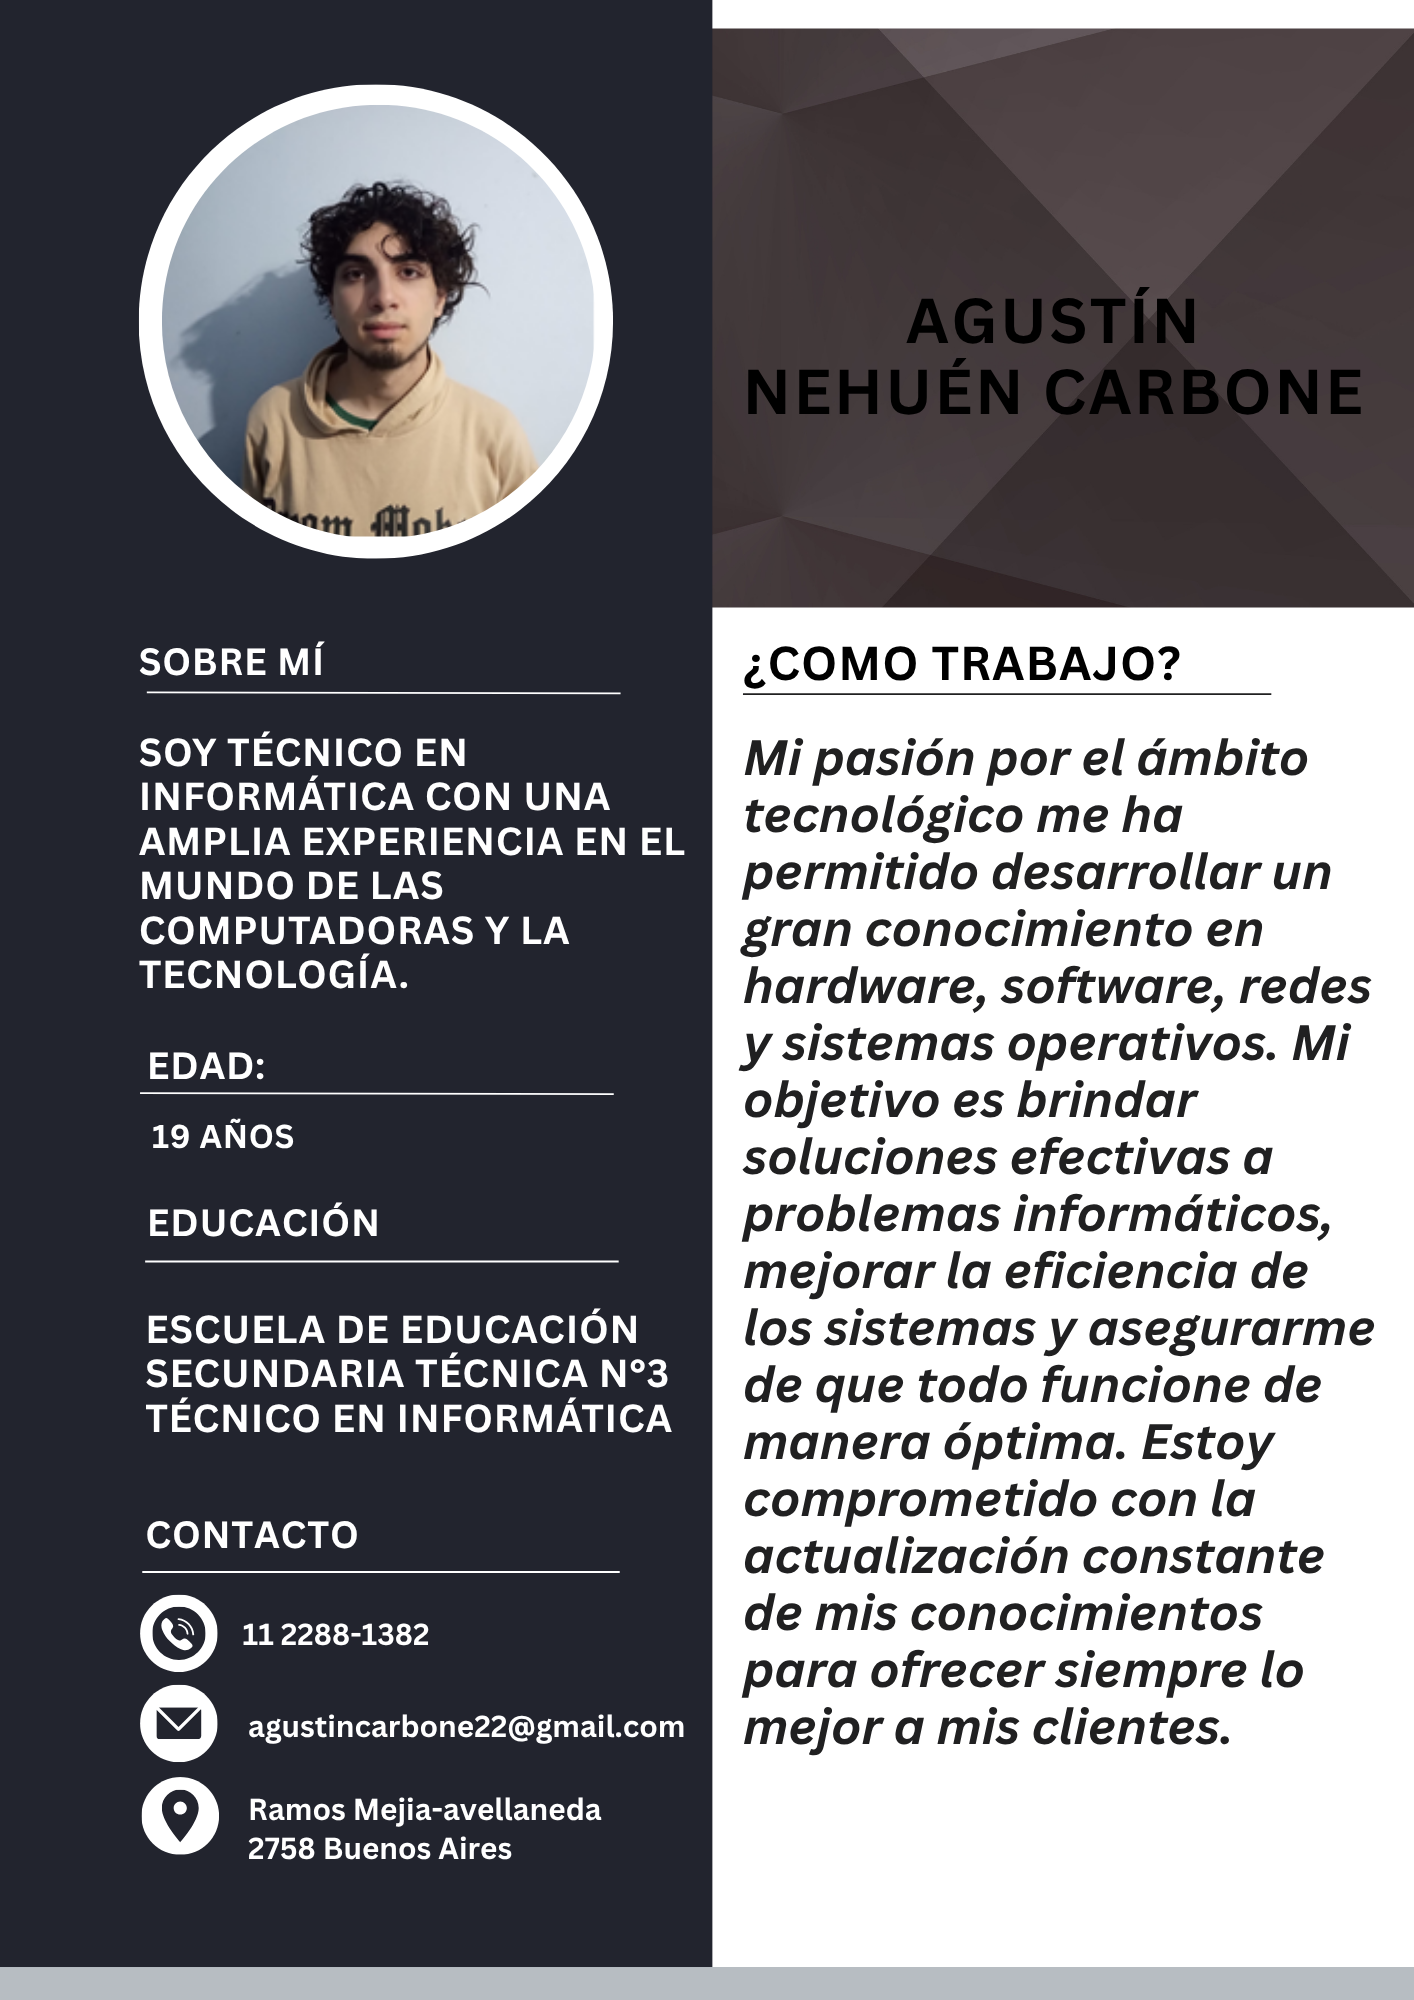 AGUSTÍN
NEHUÉN CARBONE
SOBRE MÍ
SOY TÉCNICO EN
INFORMÁTICA CON UNA
AMPLIA EXPERIENCIA EN EL
MUNDO DE LAS
COMPUTADORAS Y LA
TECNOLOGÍA.
EDAD:
19 AÑOS
EDUCACIÓN
ESCUELA DE EDUCACIÓN
SECUNDARIA TÉCNICA N°3
TÉCNICO EN INFORMÁTICA
CONTACTO
11 2288-1382
agustincarbone22@gmail.com
Ramos Mejia-avellaneda
2758 Buenos Aires
¿COMO TRABAJO?
Mi pasión por el ámbito
tecnológico me ha
permitido desarrollar un
gran conocimiento en
hardware, software, redes
y sistemas operativos. Mi
objetivo es brindar
soluciones efectivas a
problemas informáticos,
mejorar la eficiencia de
los sistemas y asegurarme
de que todo funcione de
manera óptima. Estoy
comprometido con la
actualización constante
de mis conocimientos
para ofrecer siempre lo
mejor a mis clientes.